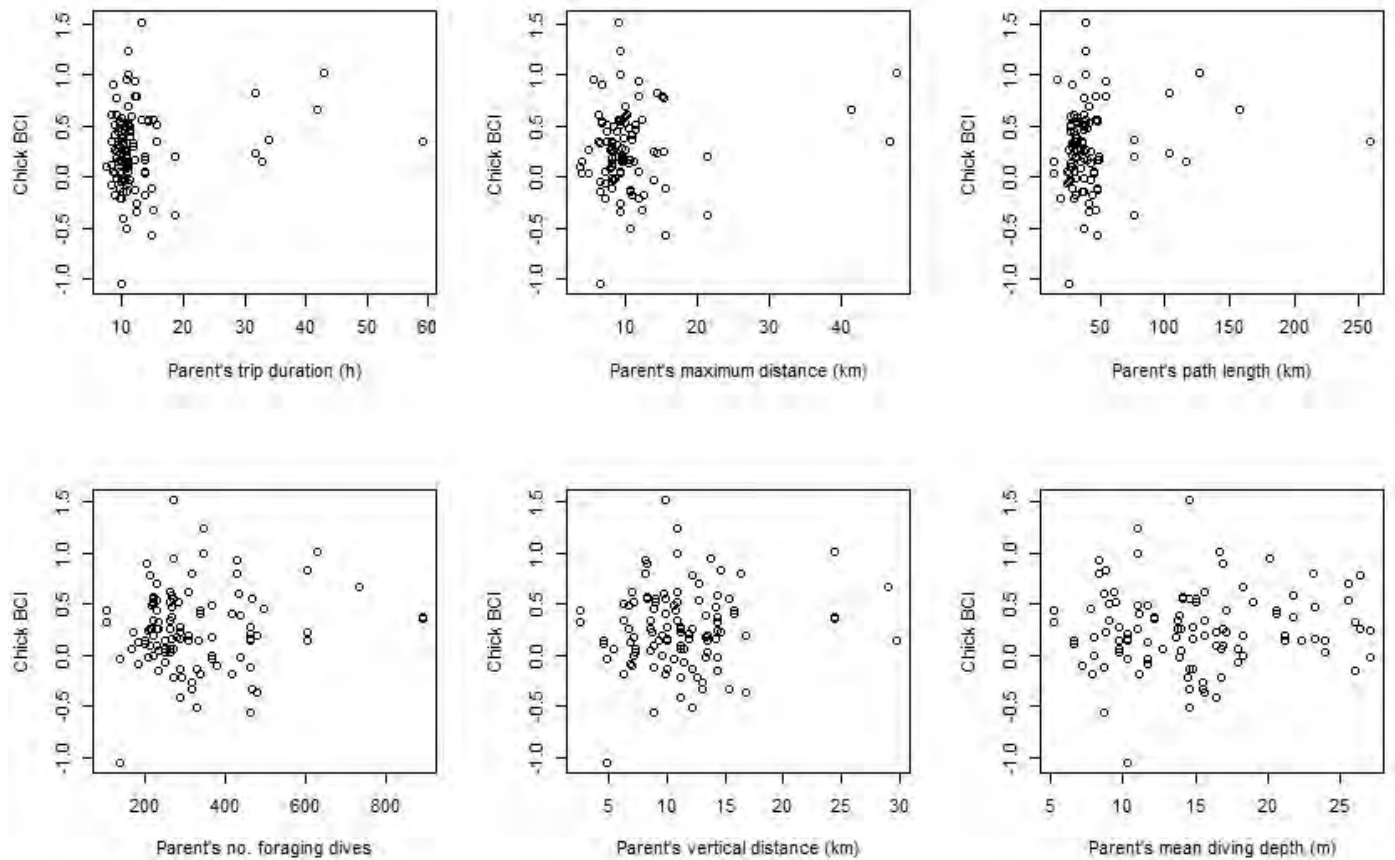 Chick BCI
1.5
1.0
0.5
0.0
-0.5
-1.0
10 20 30 40 50 60
Parent's trip duration (h)
Chick BCI
1.5
1.0
0.5
0.0
-0.5
-1.0
10 20 30 40
Parent's maximum distance (km)
Chick BCI
1.5
1.0
0.5
0.0
-0.5
-1.0
50 100 150 200 250
Parent's path length (km)
Chick BCI
1.5
1.0
0.5
0.0
-0.5
-1.0
200 400 600 800
Parent's no. foraging dives
Chick BCI
1.5
1.0
0.5
0.0
-0.5
-1.0
5 10 15 20 25 30
Parent's vertical distance (km)
Chick BCI
1.5
1.0
0.5
0.0
-0.5
-1.0
5 10 15 20 25
Parent's mean diving depth (m)